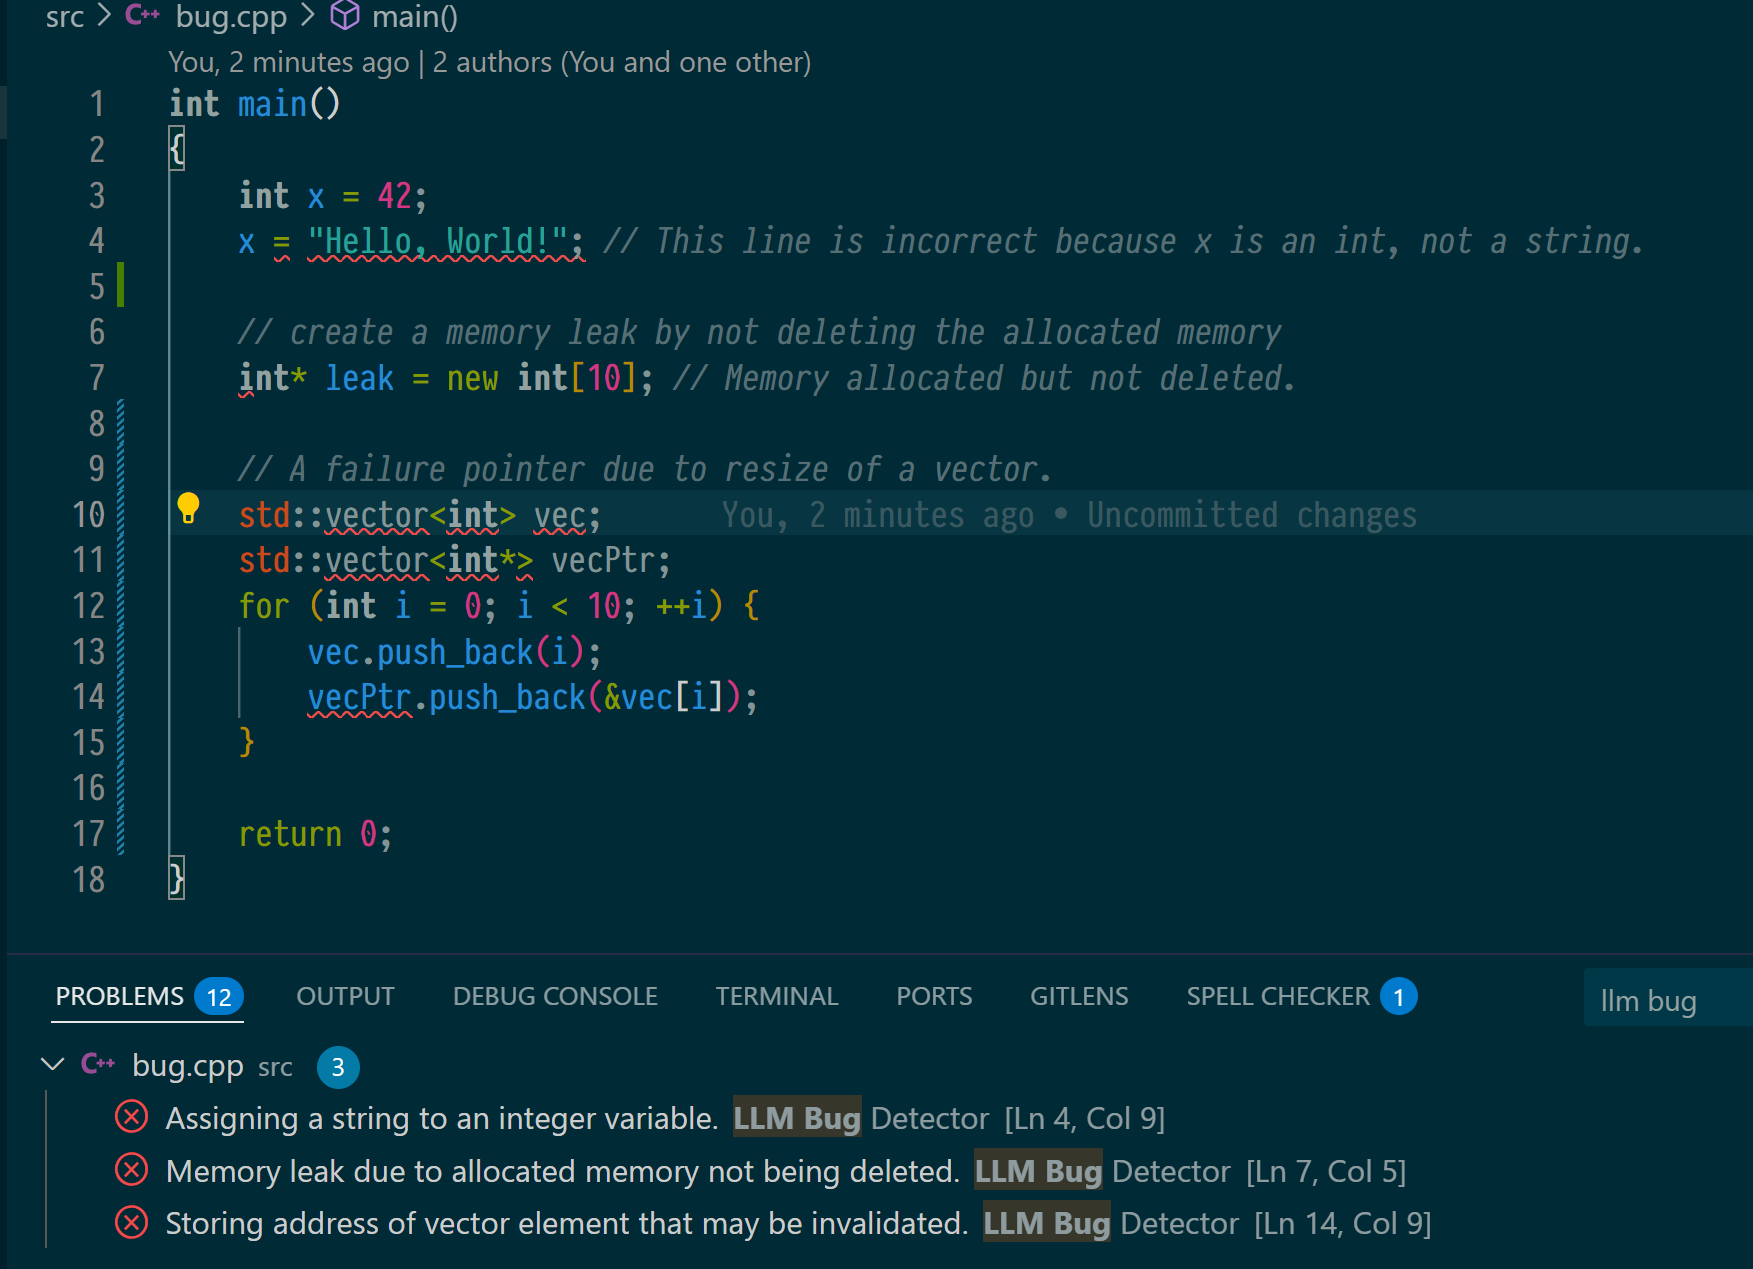 src > C++ bug.cpp > main()
You, 2 minutes ago | 2 authors (You and one other)
1 int main()
2 {
3     int x = 42;
4     x = "Hello, World!"; // This line is incorrect because x is an int, not a string.
5
6     // create a memory leak by not deleting the allocated memory
7     int* leak = new int[10]; // Memory allocated but not deleted.
8
9     // A failure pointer due to resize of a vector.
10     std::vector<int> vec;     You, 2 minutes ago • Uncommitted changes
11     std::vector<int*> vecPtr;
12     for (int i = 0; i < 10; ++i) {
13         vec.push_back(i);
14         vecPtr.push_back(&vec[i]);
15     }
16
17     return 0;
18 }
PROBLEMS 12 OUTPUT DEBUG CONSOLE TERMINAL PORTS GITLENS SPELL CHECKER 1 llm bug
C++ bug.cpp src 3
Assigning a string to an integer variable. LLM Bug Detector [Ln 4, Col 9]
Memory leak due to allocated memory not being deleted. LLM Bug Detector [Ln 7, Col 5]
Storing address of vector element that may be invalidated. LLM Bug Detector [Ln 14, Col 9]